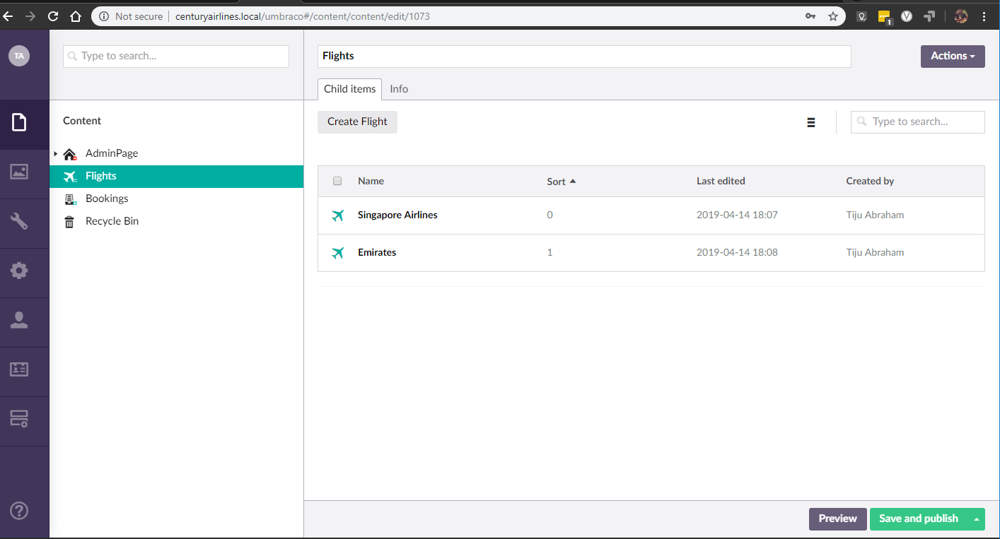 Not secure centuryairlines.local/umbraco#/content/content/edit/1073
1
TA
Type to search...
Flights
Actions
Child items Info
Content
Create Flight
Type to search...
AdminPage
Flights
Bookings
Recycle Bin
Name Sort Last edited Created by
Singapore Airlines 0 2019-04-14 18:07 Tiju Abraham
Emirates 1 2019-04-14 18:08 Tiju Abraham
Preview Save and publish